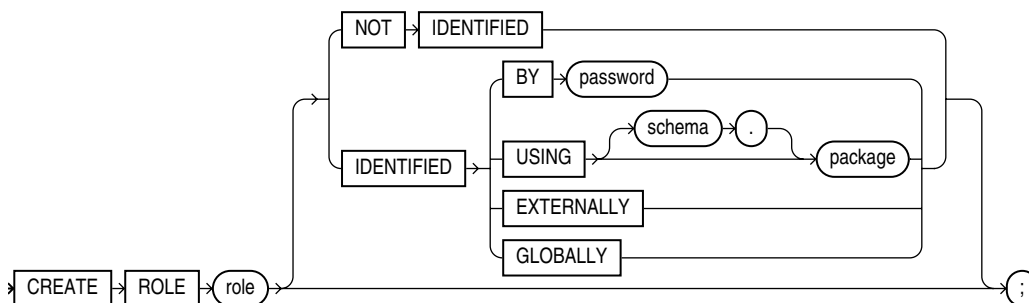 NOT IDENTIFIED
BY password
schema .
USING package
IDENTIFIED
EXTERNALLY
GLOBALLY
CREATE ROLE role ;